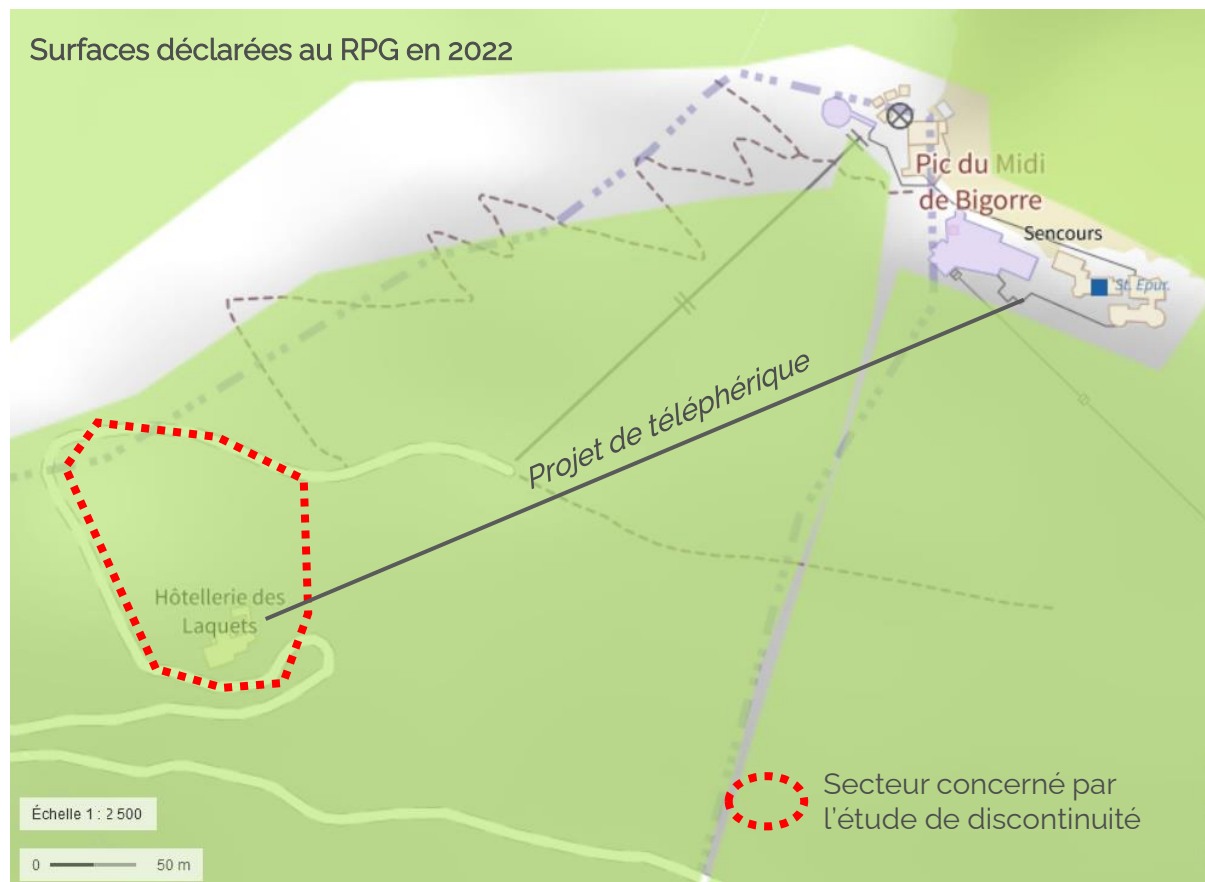 Surfaces déclarées au RPG en 2022
Pic du Midi
de Bigorre
Sencours
St. Epur.
Projet de téléphérique
Hôtellerie des
Laquets
Secteur concerné par
l'étude de discontinuité
Échelle 1 : 2 500
0 50 m